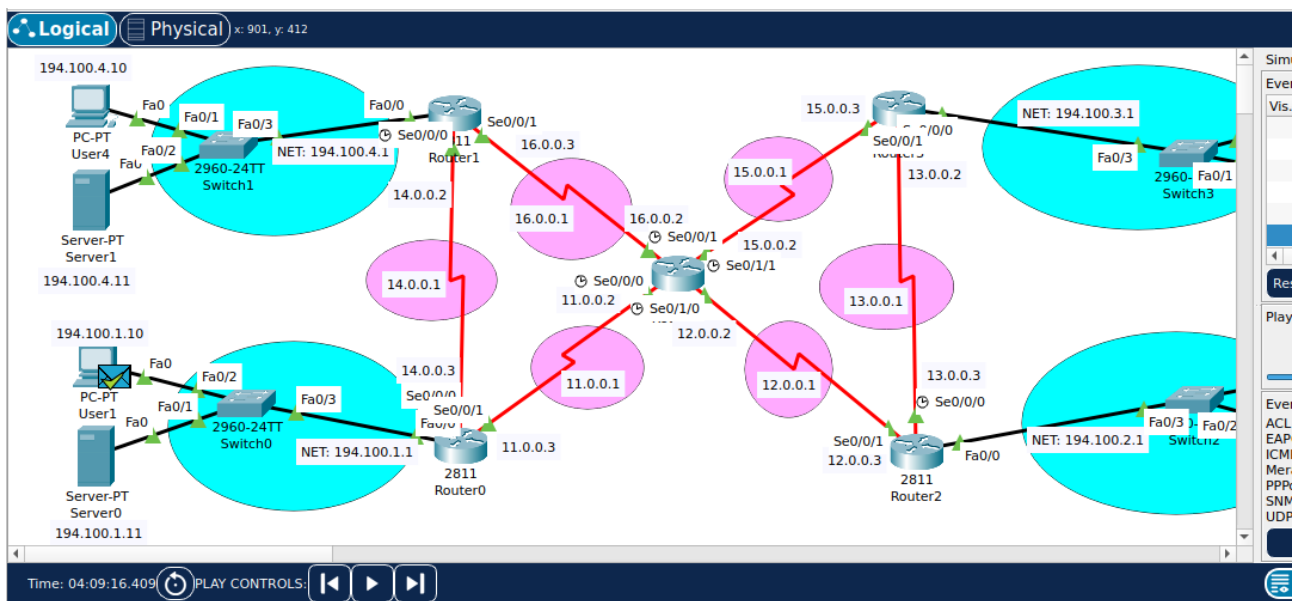 Logical
Physical
x: 901, y: 412
194.100.4.10
Fa0
Fa0/1
Fa0/3
Fa0/0
PC-PT
User4
Fa0/2
NET: 194.100.4.1
2960-24TT
Switch1
Server-PT
Server1
194.100.4.11
Se0/0/0
Se0/0/1
Router1
16.0.0.3
14.0.0.2
14.0.0.1
14.0.0.3
16.0.0.1
16.0.0.2
Se0/0/1
15.0.0.2
Se0/1/1
Se0/0/0
11.0.0.2
Se0/1/0
12.0.0.2
15.0.0.1
15.0.0.3
Se0/0/1
13.0.0.2
NET: 194.100.3.1
Fa0/3
2960-
Fa0/1
Switch3
13.0.0.1
13.0.0.3
Se0/0/0
12.0.0.1
Se0/0/1
12.0.0.3
Fa0/0
2811
Router2
NET: 194.100.2.1
Fa0/3
Fa0/2
Switch2
194.100.1.10
Fa0
Fa0/2
PC-PT
User1
Fa0/1
Fa0
Fa0/3
2960-24TT
Switch0
NET: 194.100.1.1
Server-PT
Server0
194.100.1.11
Se0/0/1
Fa0/0
11.0.0.3
11.0.0.1
2811
Router0
Time: 04:09:16.409
PLAY CONTROLS:
Vis.
ACL